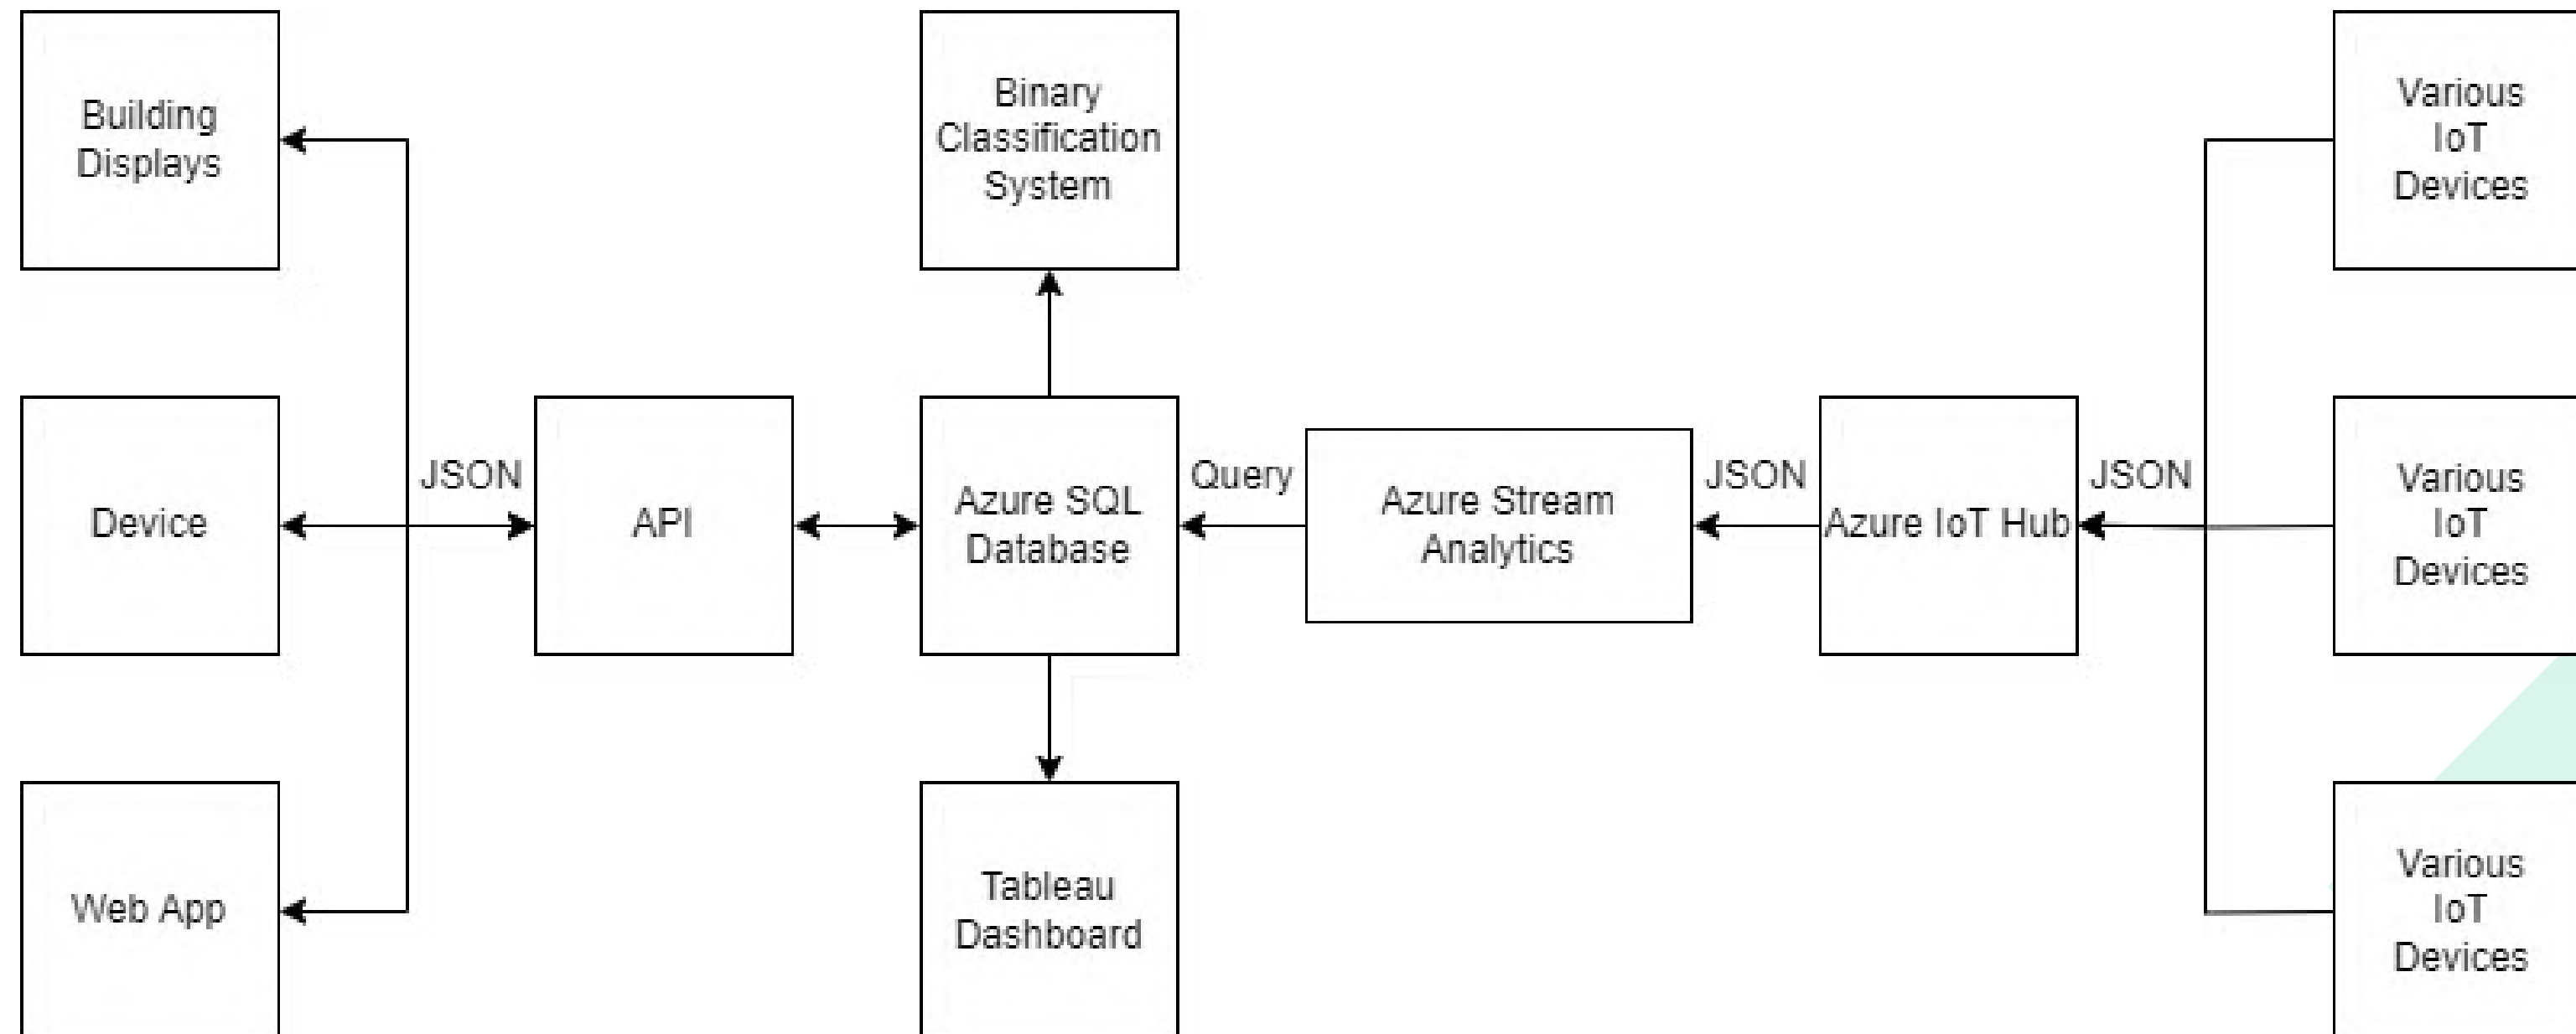 Building
Displays
Binary
Classification
System
Various
IoT
Devices
Device
JSON
API
Azure SQL
Database
Query
Azure Stream
Analytics
JSON
Azure IoT Hub
JSON
Various
IoT
Devices
Web App
Tableau
Dashboard
Various
IoT
Devices